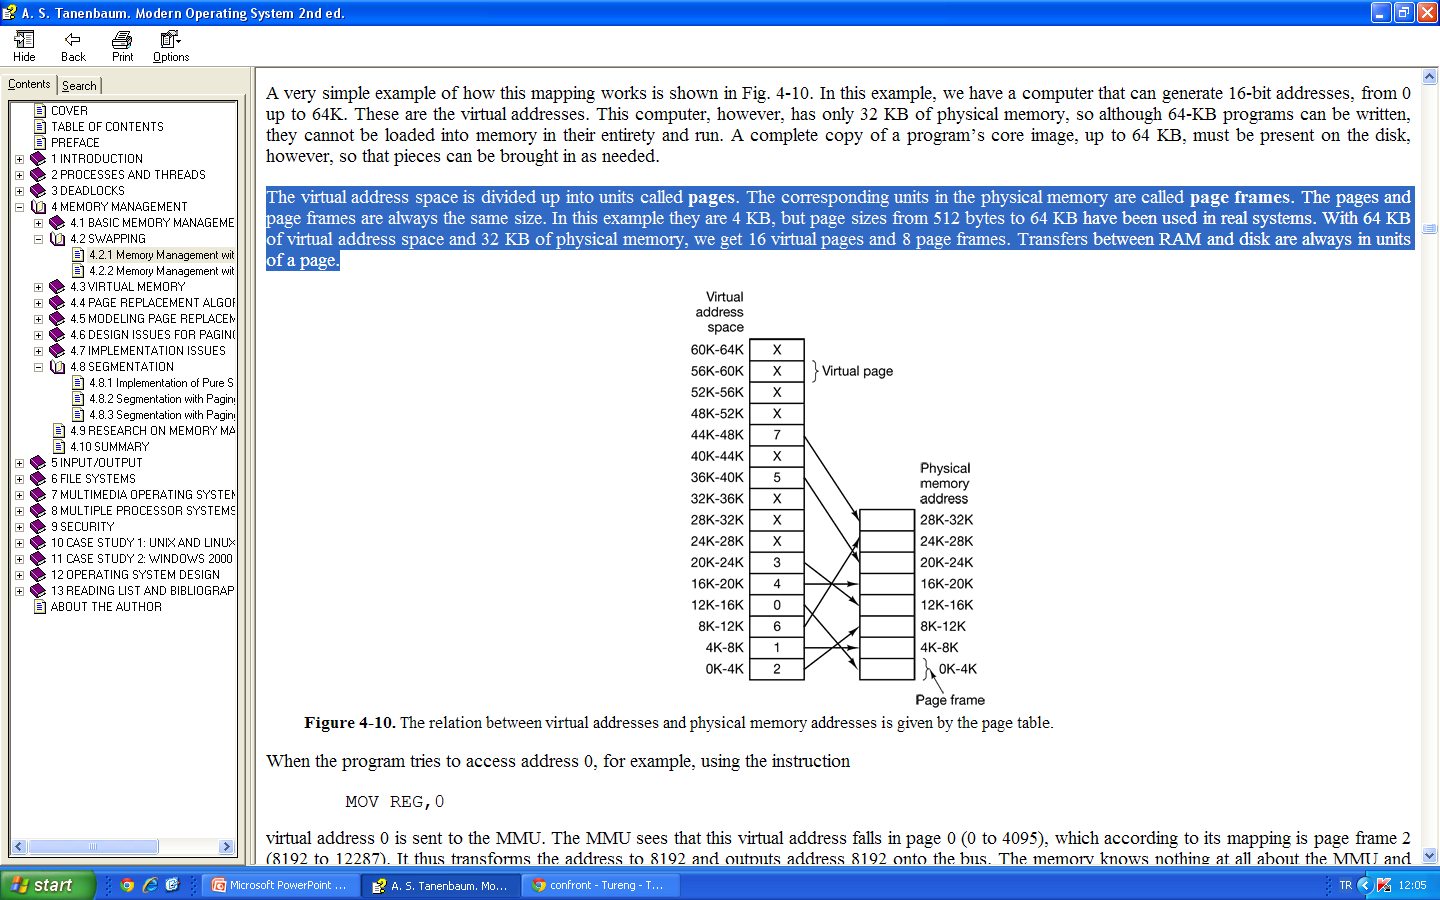 A. S. Tanenbaum. Modern Operating System 2nd ed.
Hide Back Print Options
Contents Search
COVER
TABLE OF CONTENTS
PREFACE
1 INTRODUCTION
2 PROCESSES AND THREADS
3 DEADLOCKS
4 MEMORY MANAGEMENT
4.1 BASIC MEMORY MANAGEME
4.2 SWAPPING
4.2.1 Memory Management wit
4.2.2 Memory Management wit
4.3 VIRTUAL MEMORY
4.4 PAGE REPLACEMENT ALGOF
4.5 MODELING PAGE REPLACEM
4.6 DESIGN ISSUES FOR PAGIN
4.7 IMPLEMENTATION ISSUES
4.8 SEGMENTATION
4.8.1 Implementation of Pure S
4.8.2 Segmentation with Pagin
4.8.3 Segmentation with Pagin
4.9 RESEARCH ON MEMORY MA
4.10 SUMMARY
5 INPUT/OUTPUT
6 FILE SYSTEMS
7 MULTIMEDIA OPERATING SYSTEM
8 MULTIPLE PROCESSOR SYSTEMS
9 SECURITY
10 CASE STUDY 1: UNIX AND LINUX
11 CASE STUDY 2: WINDOWS 2000
12 OPERATING SYSTEM DESIGN
13 READING LIST AND BIBLIOGRAP
ABOUT THE AUTHOR
A very simple example of how this mapping works is shown in Fig. 4-10. In this example, we have a computer that can generate 16-bit addresses, from 0
up to 64K. These are the virtual addresses. This computer, however, has only 32 KB of physical memory, so although 64-KB programs can be written,
they cannot be loaded into memory in their entirety and run. A complete copy of a program's core image, up to 64 KB, must be present on the disk,
however, so that pieces can be brought in as needed.
The virtual address space is divided up into units called pages. The corresponding units in the physical memory are called page frames. The pages and
page frames are always the same size. In this example they are 4 KB, but page sizes from 512 bytes to 64 KB have been used in real systems. With 64 KB
of virtual address space and 32 KB of physical memory, we get 16 virtual pages and 8 page frames. Transfers between RAM and disk are always in units
of a page.
Virtual
address
space
60K-64K X
56K-60K X Virtual page
52K-56K X
48K-52K X
44K-48K 7
40K-44K X
36K-40K 5
32K-36K X
28K-32K X
24K-28K X
20K-24K 3
16K-20K 4
12K-16K 0
8K-12K 6
4K-8K 1
0K-4K 2
Physical
memory
address
28K-32K
24K-28K
20K-24K
16K-20K
12K-16K
8K-12K
4K-8K
0K-4K
Page frame
Figure 4-10. The relation between virtual addresses and physical memory addresses is given by the page table.
When the program tries to access address 0, for example, using the instruction
MOV REG,0
virtual address 0 is sent to the MMU. The MMU sees that this virtual address falls in page 0 (0 to 4095), which according to its mapping is page frame 2
(8192 to 12287). It thus transforms the address to 8192 and outputs address 8192 onto the bus. The memory knows nothing at all about the MMU and
start Microsoft PowerPoint ... A. S. Tanenbaum. Mo... confront - Tureng - T... TR 12:05